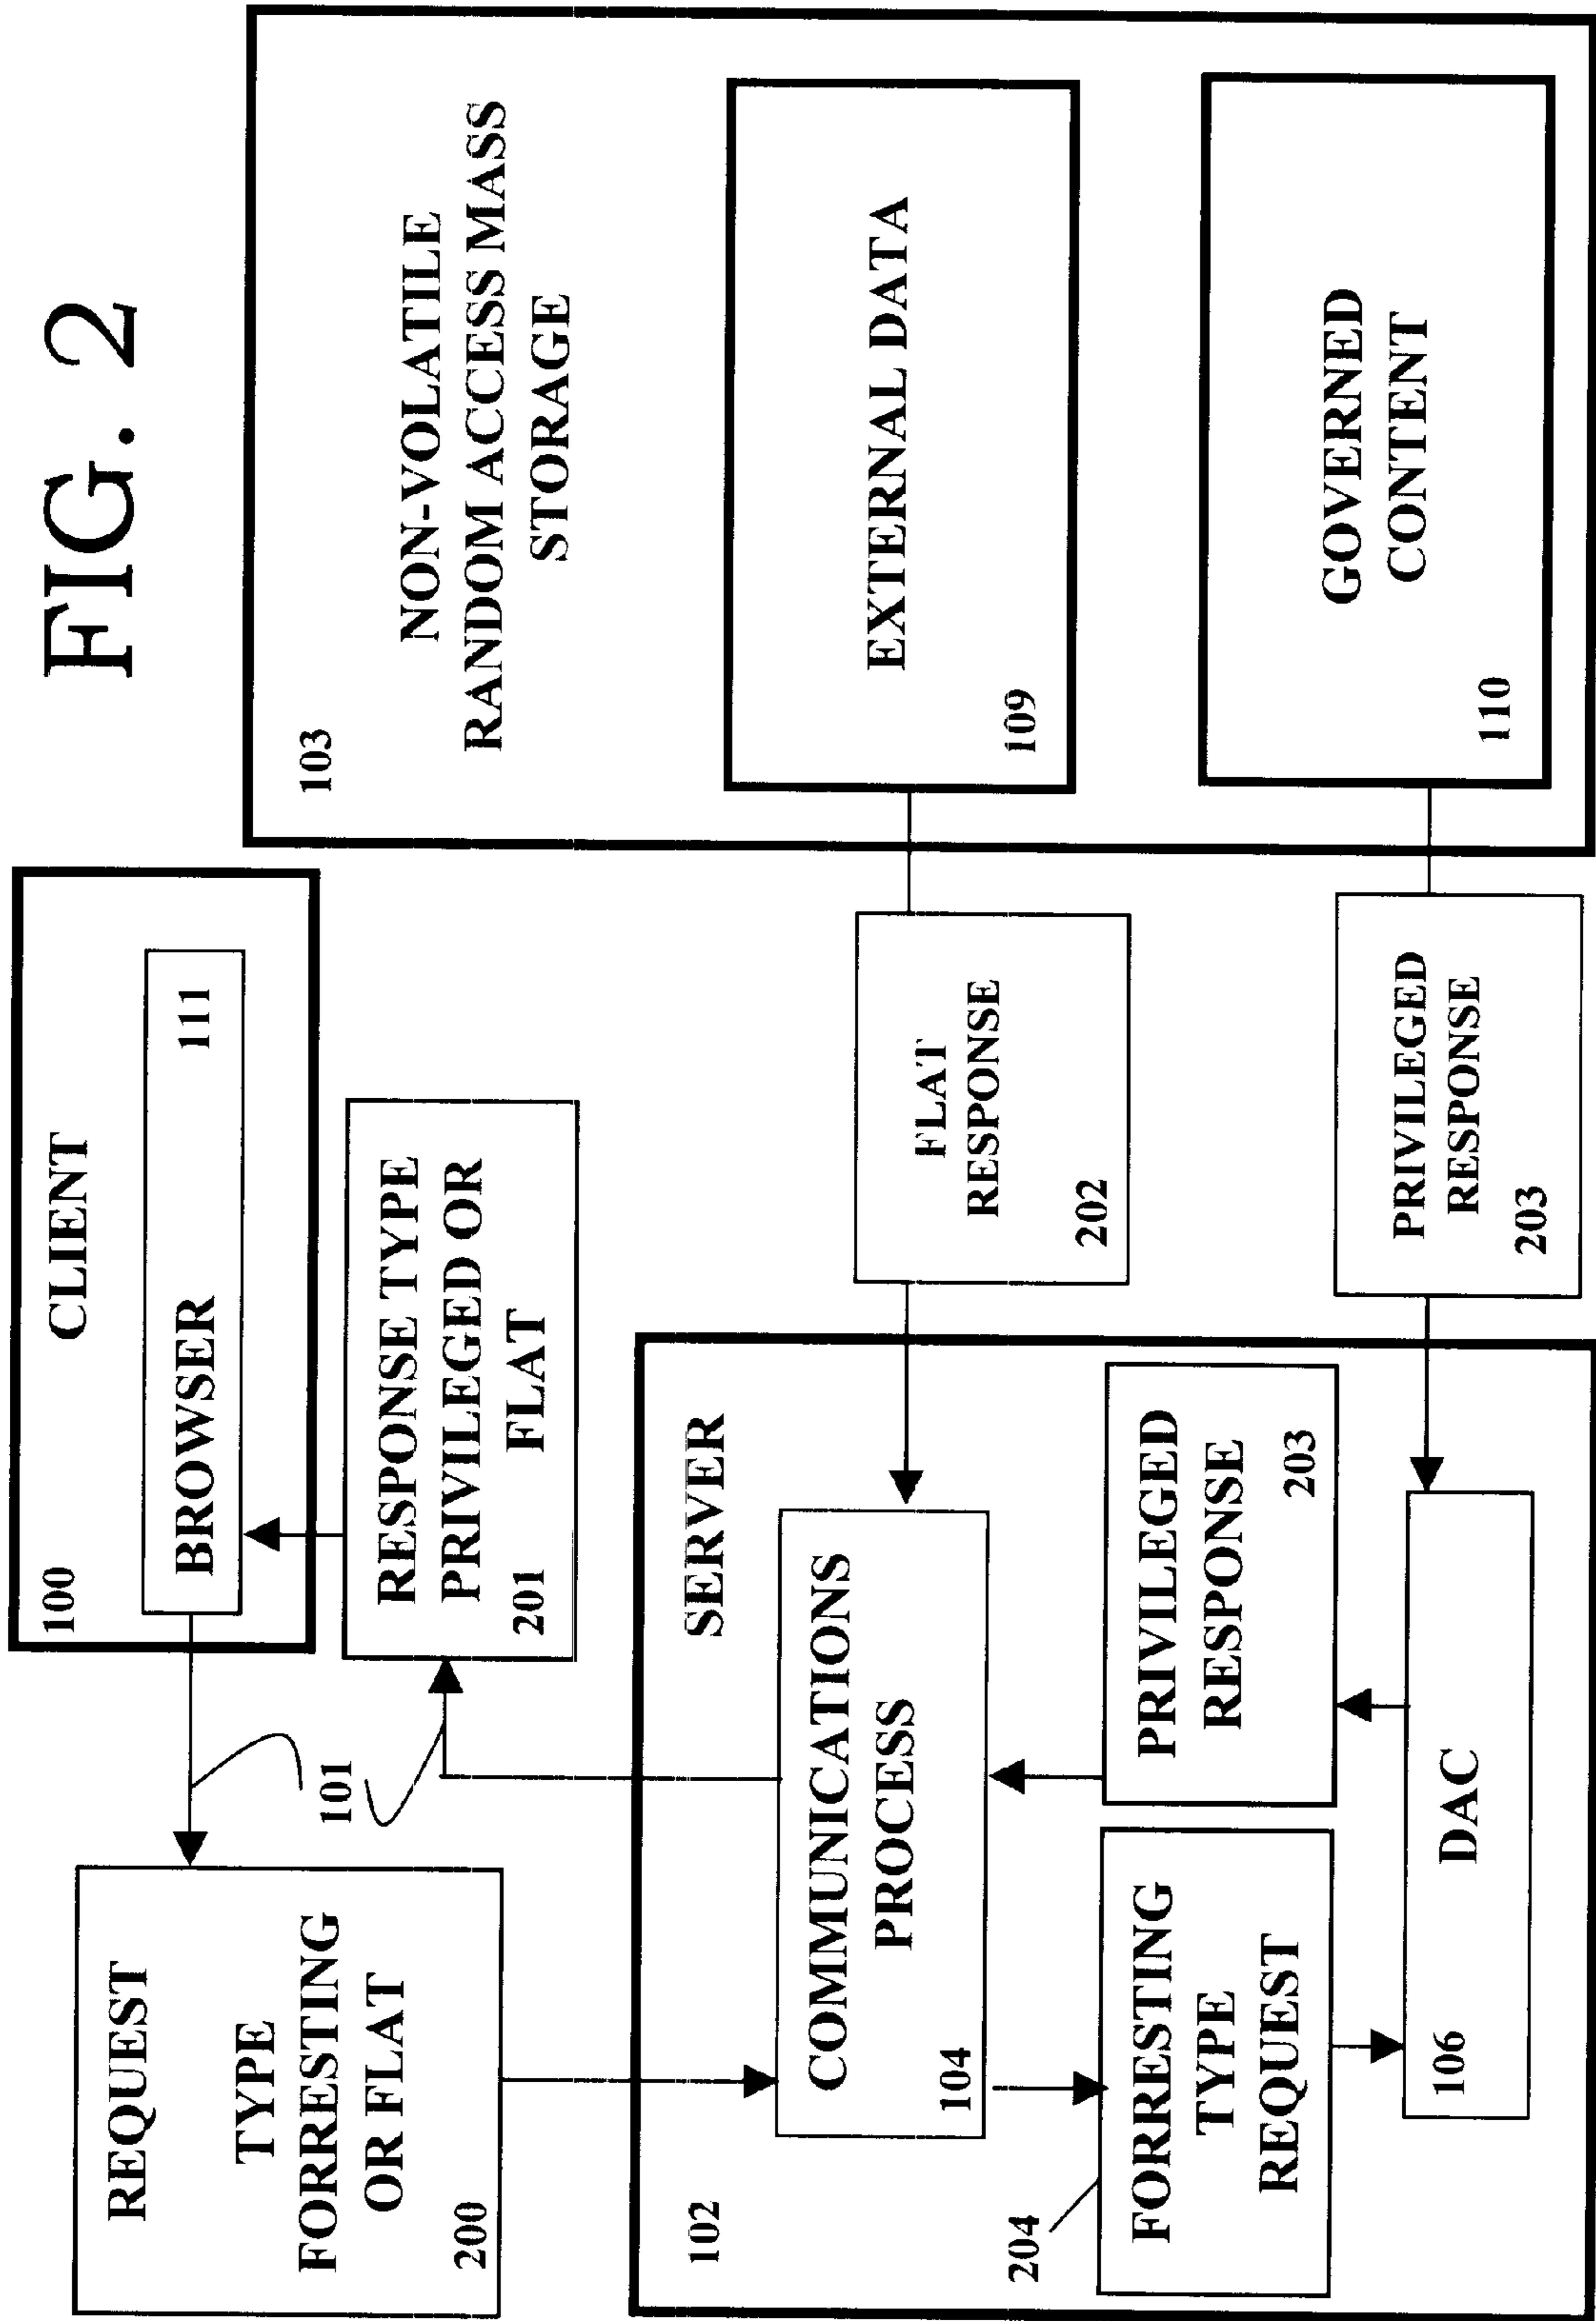 FIG. 2
100
CLIENT
BROWSER 111
REQUEST
TYPE
FORRESTING
OR FLAT
200
101
RESPONSE TYPE
PRIVILEGED OR
FLAT
201
103
NON-VOLATILE
RANDOM ACCESS MASS
STORAGE
EXTERNAL DATA
109
GOVERNED
CONTENT
110
102
SERVER
COMMUNICATIONS
PROCESS
104
FLAT
RESPONSE
202
204
FORRESTING
TYPE
REQUEST
PRIVILEGED
RESPONSE
203
PRIVILEGED
RESPONSE
203
106
DAC